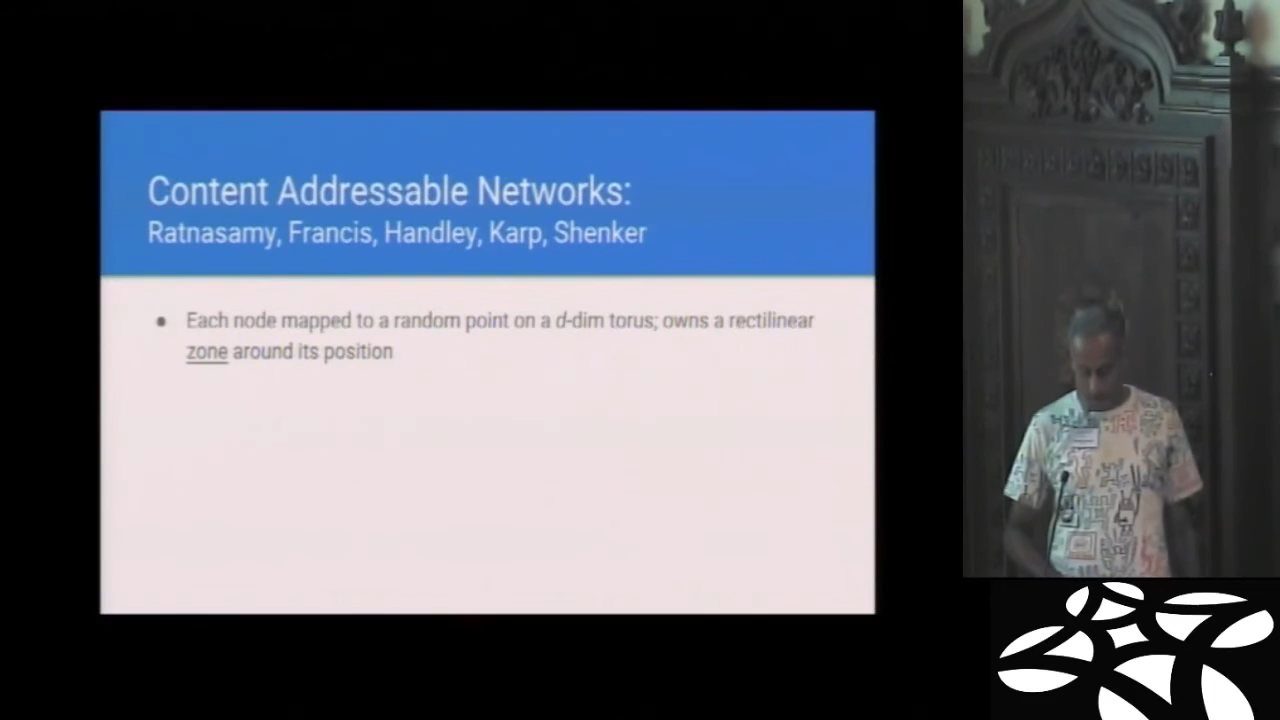 Content Addressable Networks:
Ratnasamy, Francis, Handley, Karp, Shenker
● Each node mapped to a random point on a d-dim torus; owns a rectilinear
zone around its position